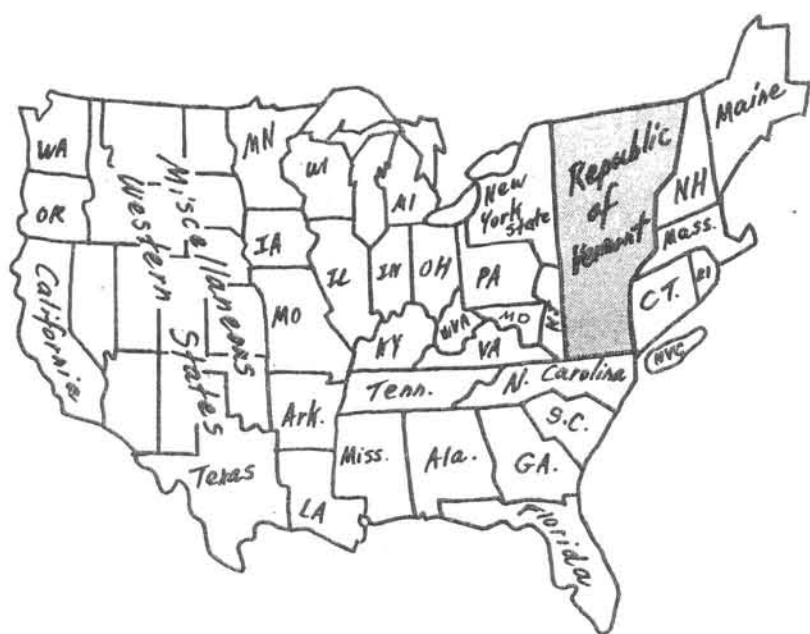 Maine
WA
MN
WI
MI
New
York State
Republic
of
Vermont
NH
Mass.
OR
Miscellaneous
Western
States
IA
IL
IN
OH
PA
CT.
RI
California
MO
KY
WVA
MD
VA
NYC
Tenn.
N. Carolina
Ark.
S.C.
Texas
LA
Miss.
Ala.
GA.
Florida